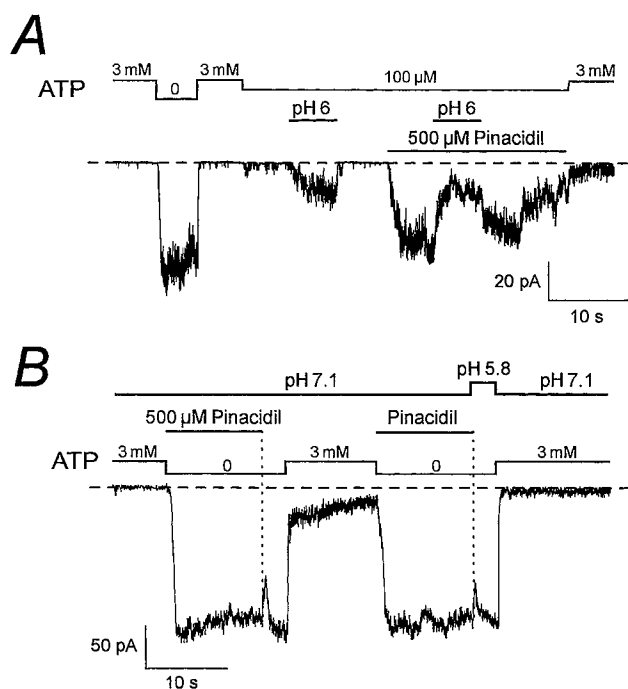 A
3 mM 0 3 mM 100 µM 3 mM
ATP
pH 6 pH 6
500 µM Pinacidil
20 pA
10 s
B
pH 7.1 pH 5.8 pH 7.1
500 µM Pinacidil Pinacidil
ATP 3 mM 0 3 mM 0 3 mM
50 pA
10 s